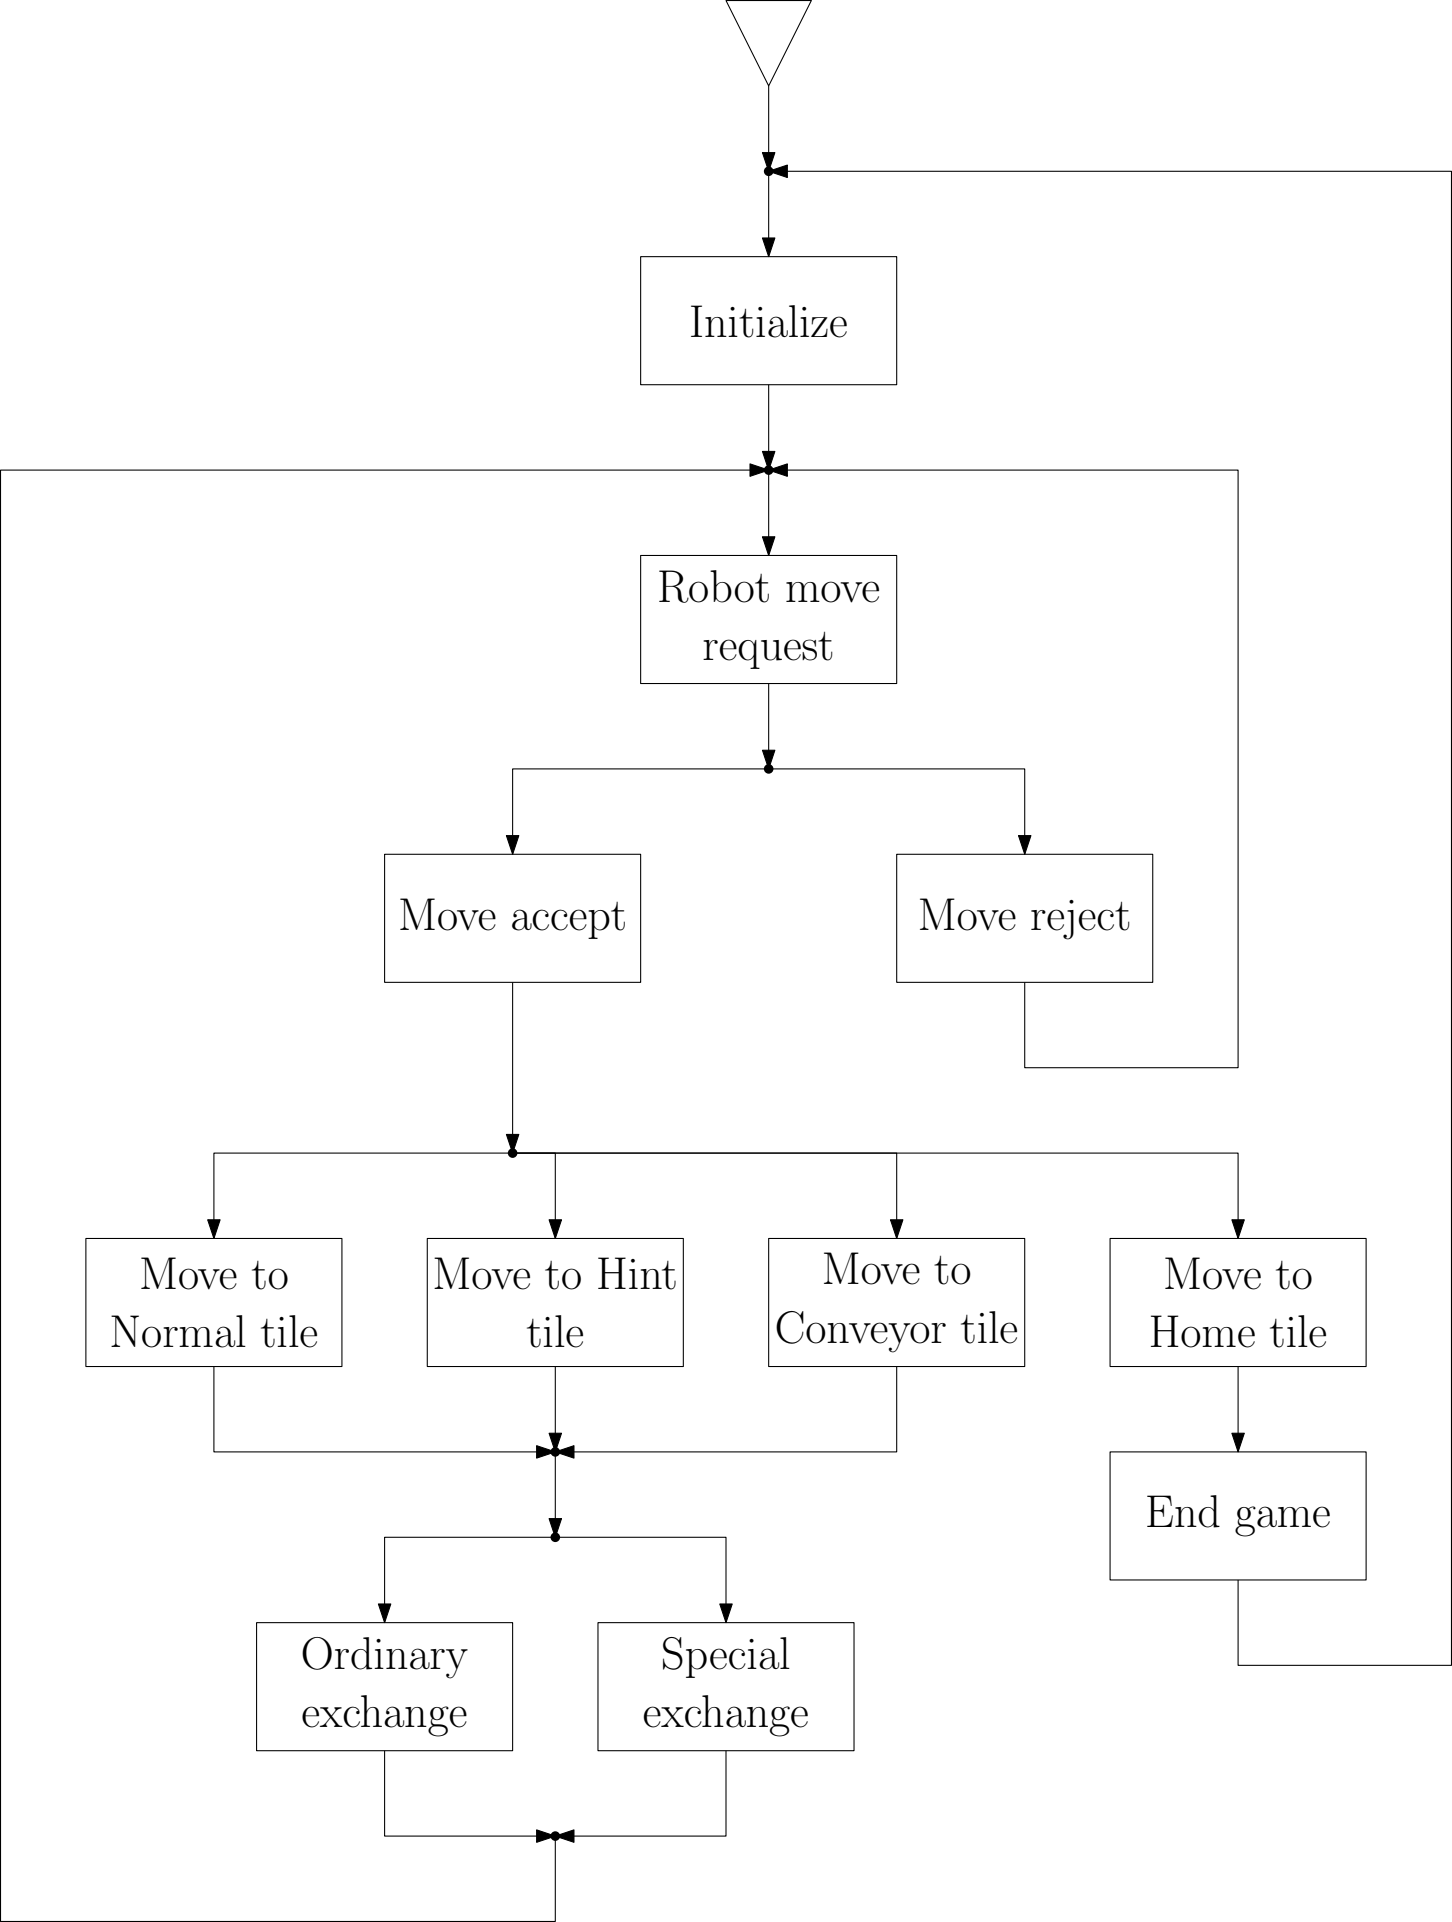 Initialize
Robot move
request
Move accept
Move reject
Move to
Normal tile
Move to Hint
tile
Move to
Conveyor tile
Move to
Home tile
End game
Ordinary
exchange
Special
exchange